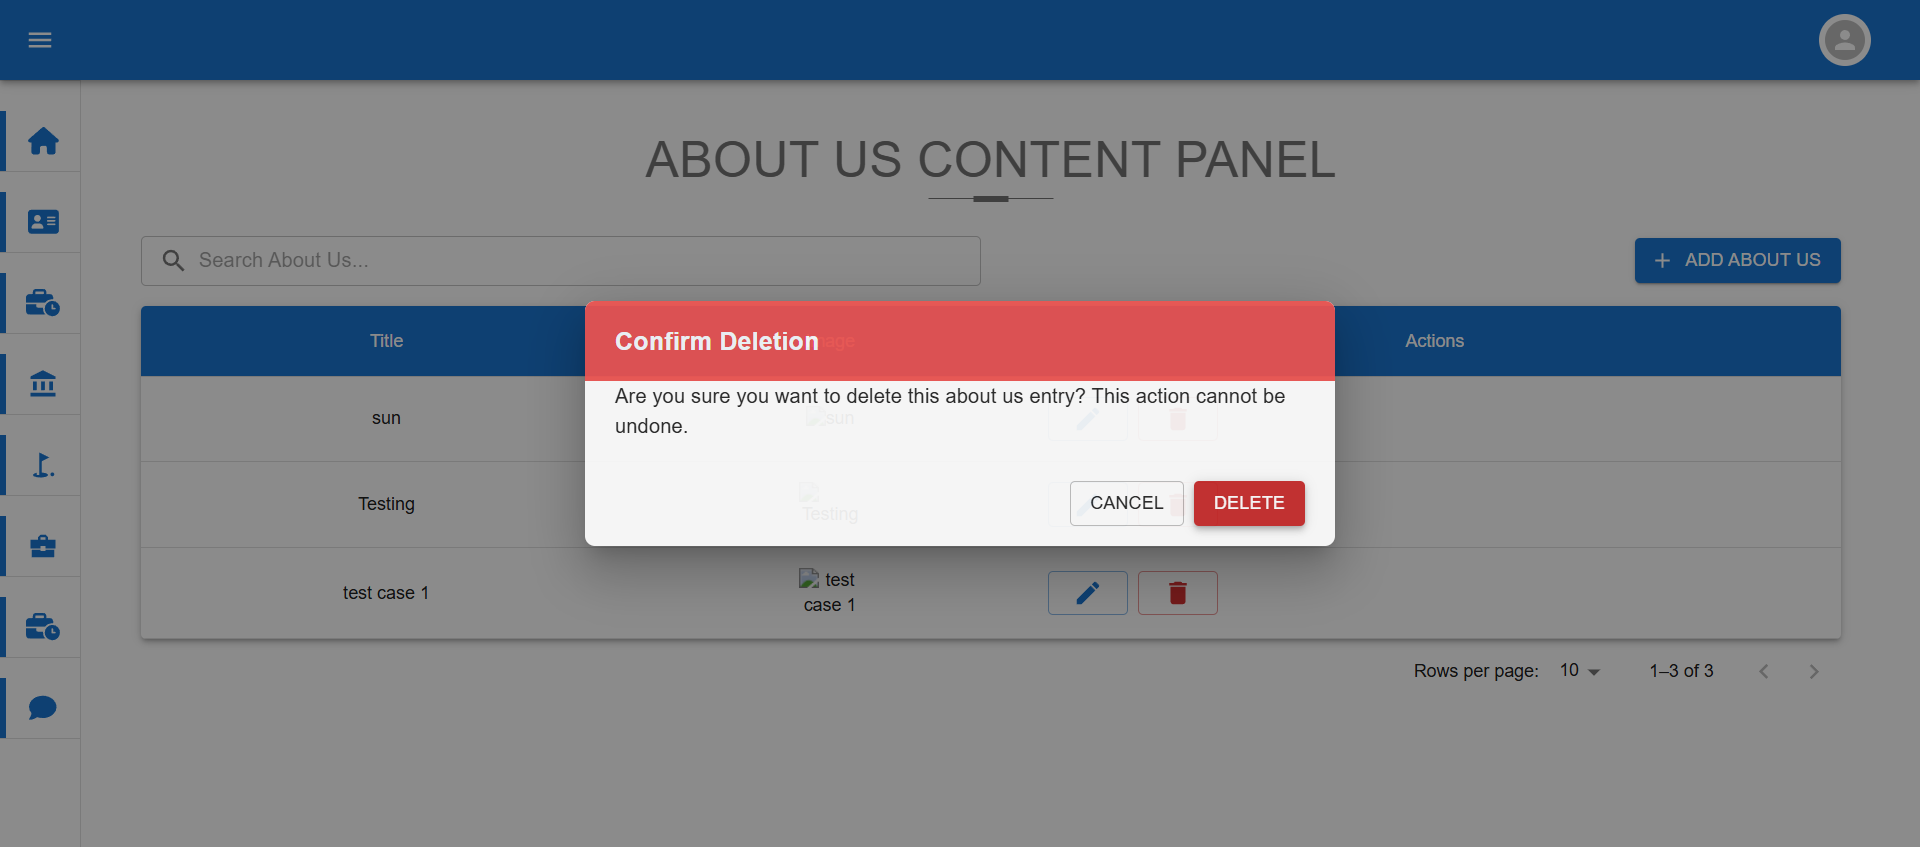 ABOUT US CONTENT PANEL
Search About Us...
ADD ABOUT US
Title
Image
Actions
Confirm Deletion
Are you sure you want to delete this about us entry? This action cannot be
undone.
CANCEL
DELETE
sun
sun
Testing
Testing
test case 1
test
case 1
Rows per page:
10
1–3 of 3